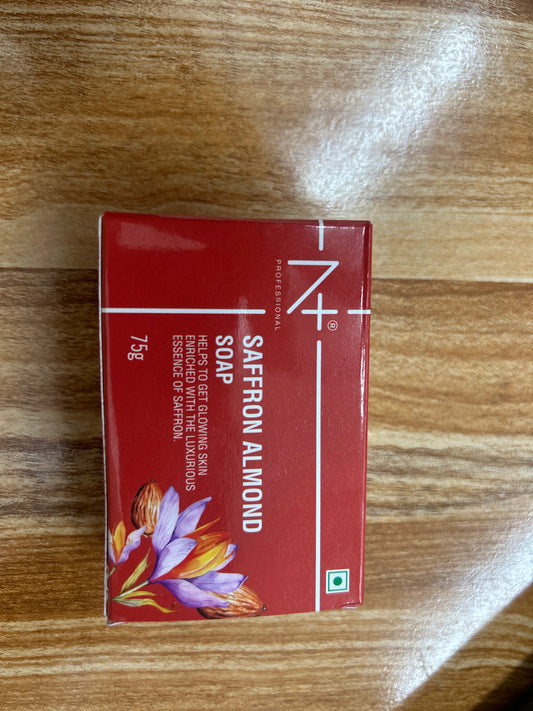 N+®
PROFESSIONAL
SAFFRON ALMOND
SOAP
HELPS TO GET GLOWING SKIN
ENRICHED WITH THE LUXURIOUS
ESSENCE OF SAFFRON.
75g